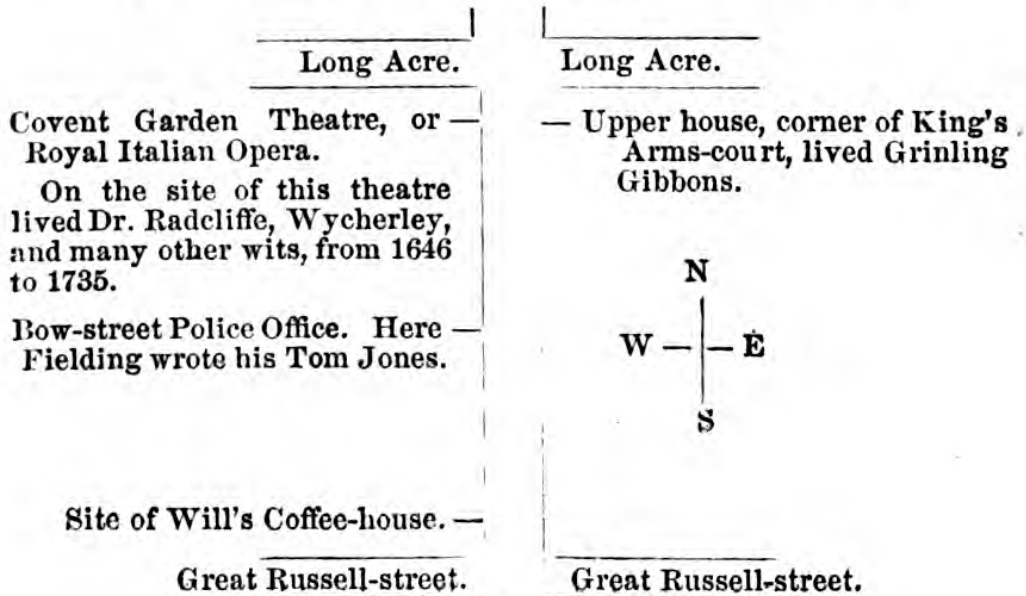 Long Acre.
Long Acre.
Covent Garden Theatre, or —
Royal Italian Opera.
On the site of this theatre
lived Dr. Radcliffe, Wycherley,
and many other wits, from 1646
to 1735.
Bow-street Police Office. Here —
Fielding wrote his Tom Jones.
Site of Will's Coffee-house. —
— Upper house, corner of King's
Arms-court, lived Grinling
Gibbons.
N
W — — E
S
Great Russell-street.
Great Russell-street.